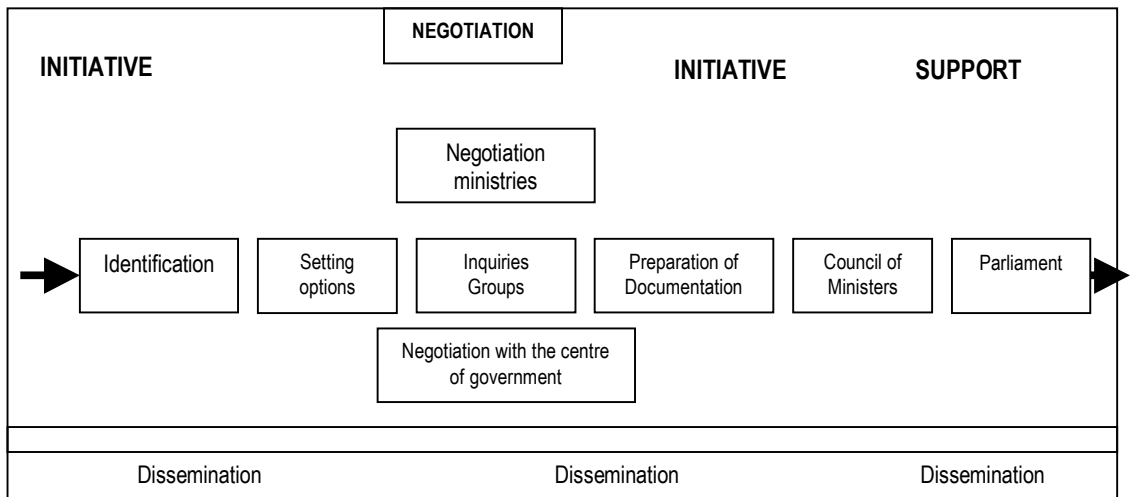 NEGOTIATION
INITIATIVE
INITIATIVE
SUPPORT
Negotiation
ministries
Identification
Setting
options
Inquiries
Groups
Preparation of
Documentation
Council of
Ministers
Parliament
Negotiation with the centre
of government
Dissemination
Dissemination
Dissemination